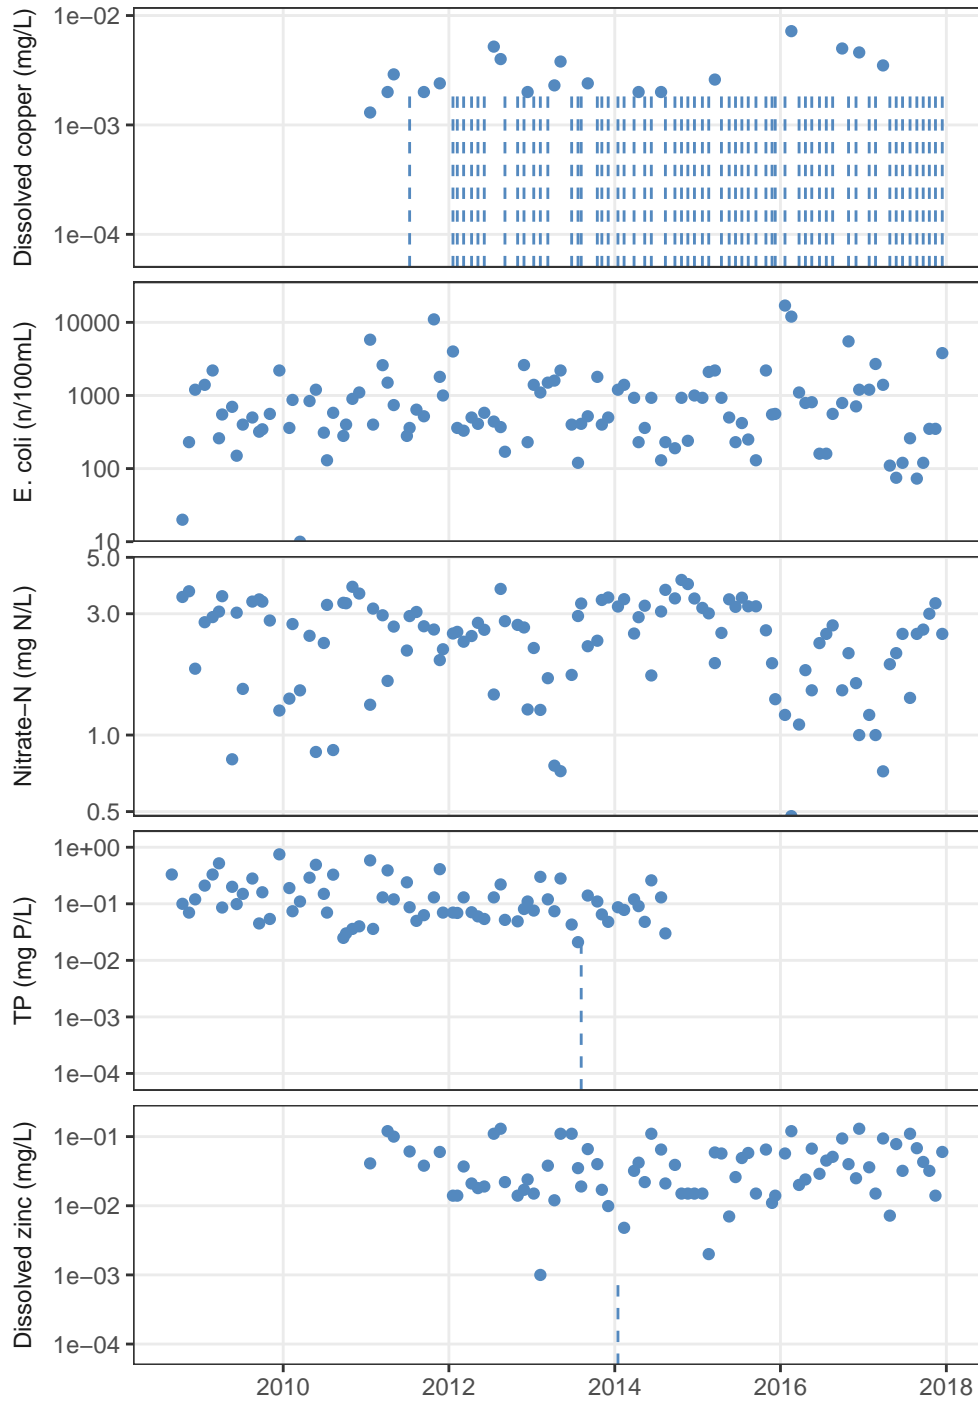 Dissolved copper (mg/L)
1e−02
1e−03
1e−04
E. coli (n/100mL)
10000
1000
100
10
Nitrate−N (mg N/L)
5.0
3.0
1.0
0.5
TP (mg P/L)
1e+00
1e−01
1e−02
1e−03
1e−04
Dissolved zinc (mg/L)
1e−01
1e−02
1e−03
1e−04
2010 2012 2014 2016 2018